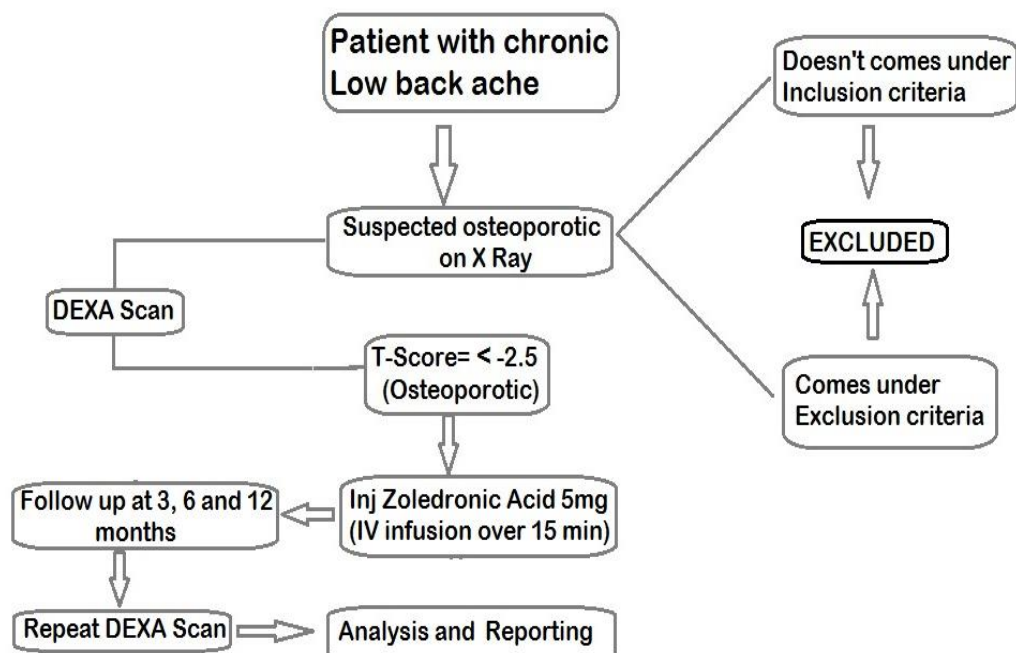 Patient with chronic
Low back ache
Doesn't comes under
Inclusion criteria
Suspected osteoporotic
on X Ray
EXCLUDED
DEXA Scan
T-Score= < -2.5
(Osteoporotic)
Comes under
Exclusion criteria
Follow up at 3, 6 and 12
months
Inj Zoledronic Acid 5mg
(IV infusion over 15 min)
Repeat DEXA Scan
Analysis and Reporting